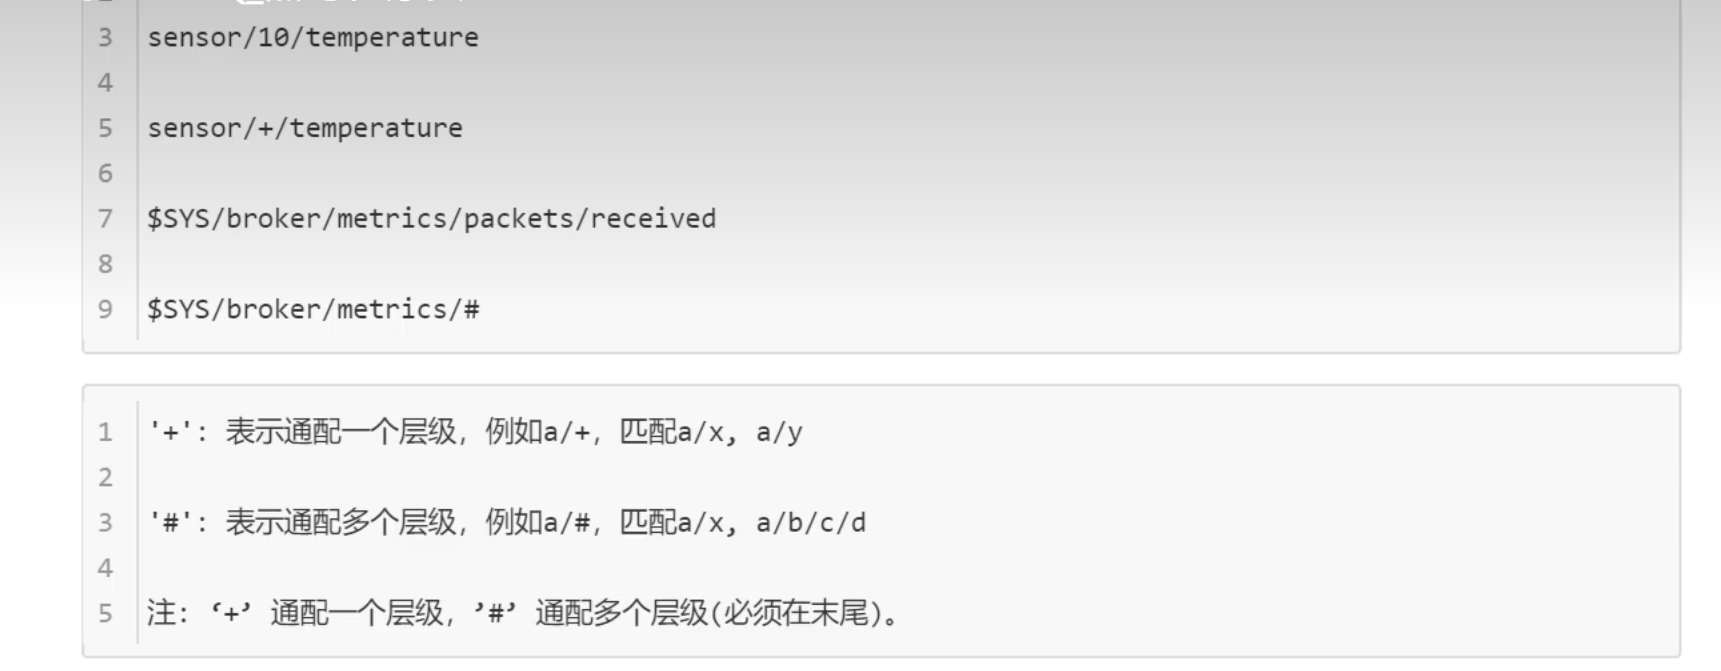 3 sensor/10/temperature
4
5 sensor/+/temperature
6
7 $SYS/broker/metrics/packets/received
8
9 $SYS/broker/metrics/#
1 '+': 表示通配一个层级，例如a/+，匹配a/x, a/y
2
3 '#': 表示通配多个层级，例如a/#，匹配a/x, a/b/c/d
4
5 注：‘+’ 通配一个层级，’#’ 通配多个层级(必须在末尾)。